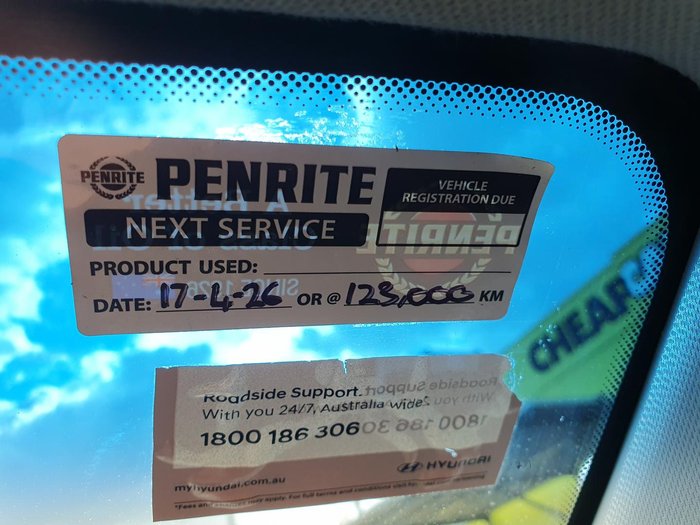 PENRITE
PENRITE
VEHICLE
REGISTRATION DUE
NEXT SERVICE
PRODUCT USED:
DATE: 17-4-26 OR @ 123,000 KM
CHEAP
Roadside Support.
With you 24/7, Australia Wide*.
1800 186 306
HYUNDAI
myhyundai.com.au